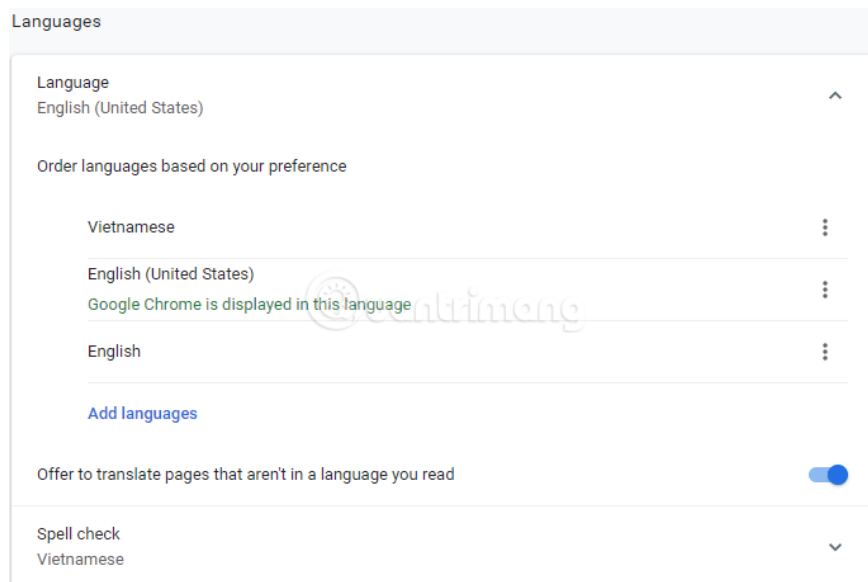 Languages
Language
English (United States)
Order languages based on your preference
Vietnamese
English (United States)
Google Chrome is displayed in this language
English
Add languages
Offer to translate pages that aren't in a language you read
Spell check
Vietnamese